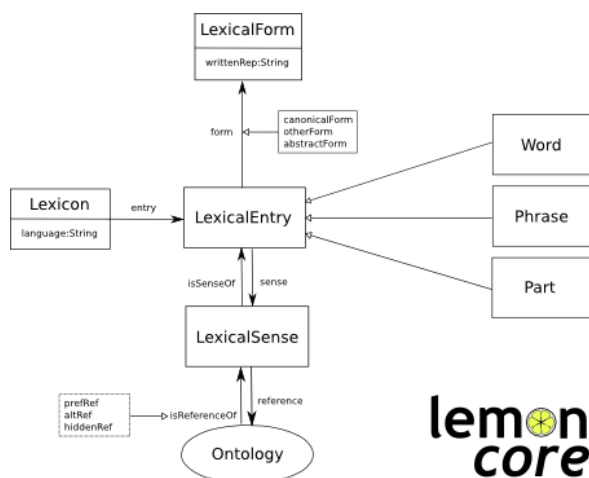 LexicalForm
writtenRep:String
form
canonicalForm
otherForm
abstractForm
Word
Lexicon
language:String
entry
LexicalEntry
Phrase
Part
isSenseOf
sense
LexicalSense
prefRef
altRef
hiddenRef
isReferenceOf
reference
Ontology
lemon
core